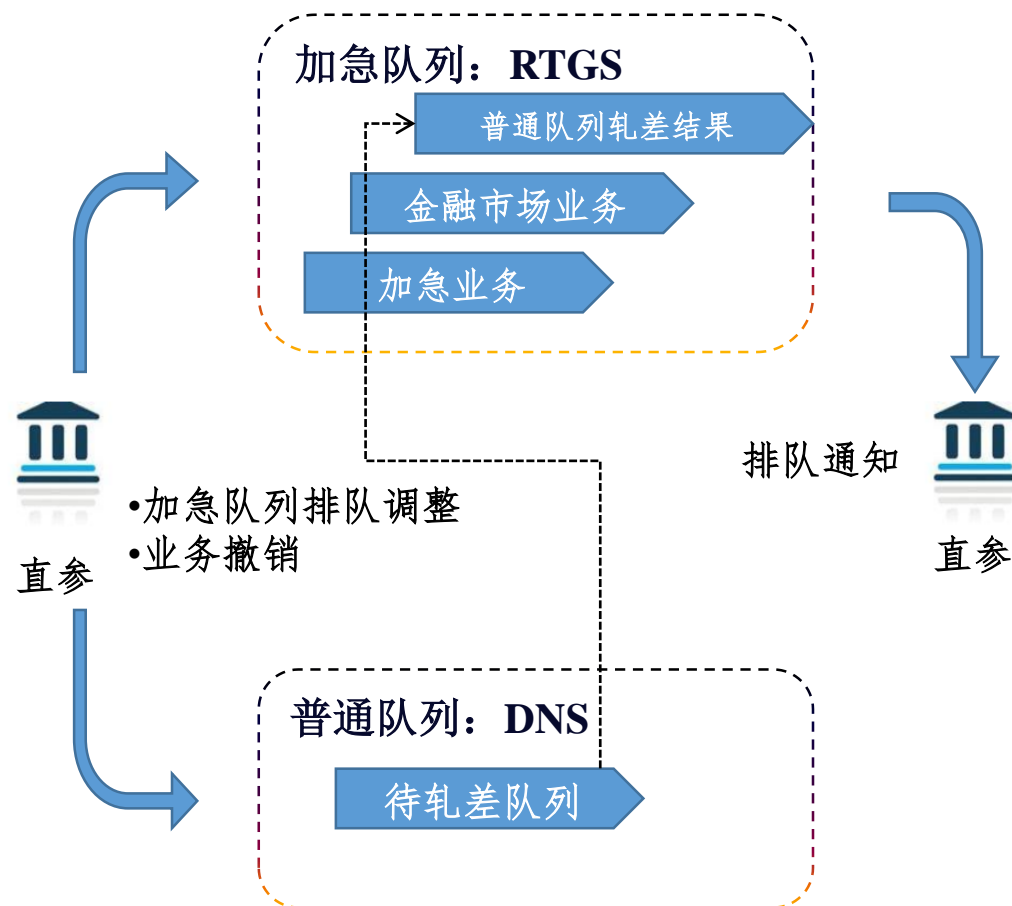 加急队列：RTGS
普通队列轧差结果
金融市场业务
加急业务
排队通知
•加急队列排队调整
•业务撤销
直参
直参
普通队列：DNS
待轧差队列